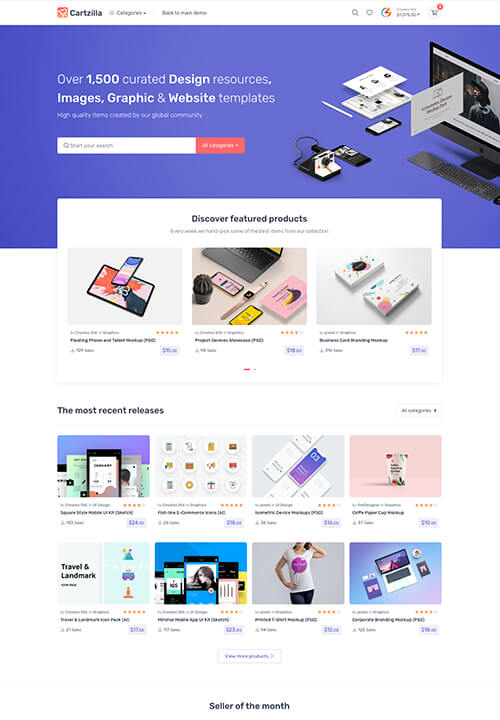 Cartzilla
Categories
Back to main demo
Creative Std.
$1,375.00
Over 1,500 curated Design resources,
Images, Graphic & Website templates
High quality items created by our global community
Start your search
All categories
Discover featured products
Every week we hand-pick some of the best items from our collection
by Createx Std. in Graphics
Floating Phone and Tablet Mockup (PSD)
109 Sales
$15.00
by Createx Std. in Graphics
Project Devices Showcase (PSD)
95 Sales
$18.00
by pixels in Graphics
Business Card Branding Mockup
316 Sales
$17.00
The most recent releases
All categories
by Createx Std. in UI Design
Square Style Mobile UI Kit (Sketch)
153 Sales
$24.00
by Createx Std. in Graphics
Flat-line E-Commerce Icons (AI)
26 Sales
$18.00
by pixels in UI Design
Isometric Device Mockups (PSD)
36 Sales
$16.00
by theDesigner in Graphics
Coffe Paper Cup Mockup
57 Sales
$10.00
Travel &
Landmark
ICON PACK
by Createx Std. in Graphics
Travel & Landmark Icon Pack (AI)
21 Sales
$17.00
by Createx Std. in UI Design
Minimal Mobile App UI Kit (Sketch)
117 Sales
$23.00
by pixels in Graphics
Printed T-Shirt Mockup (PSD)
94 Sales
$12.00
by pixels in Graphics
Corporate Branding Mockup (PSD)
122 Sales
$18.00
View more products
Seller of the month